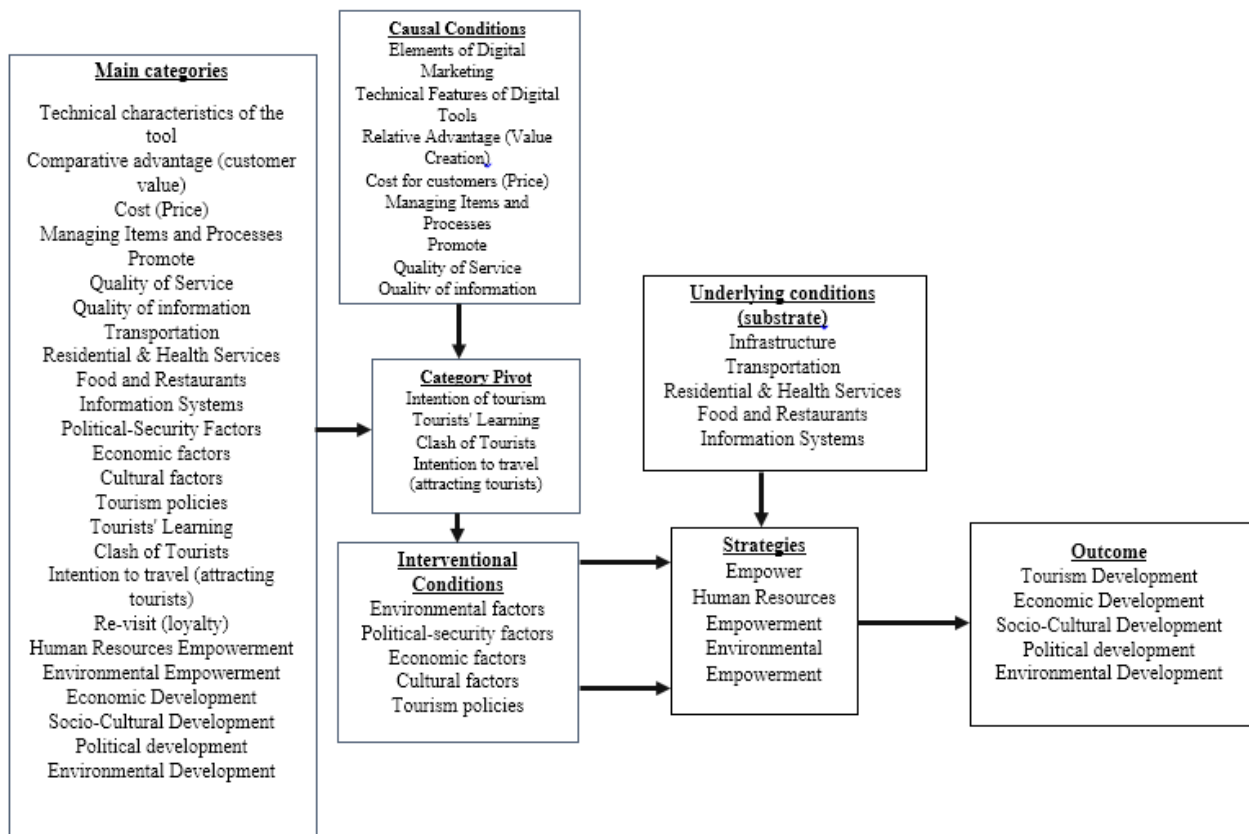 Main categories
Technical characteristics of the
tool
Comparative advantage (customer
value)
Cost (Price)
Managing Items and Processes
Promote
Quality of Service
Quality of information
Transportation
Residential & Health Services
Food and Restaurants
Information Systems
Political-Security Factors
Economic factors
Cultural factors
Tourism policies
Tourists' Learning
Clash of Tourists
Intention to travel (attracting
tourists)
Re-visit (loyalty)
Human Resources Empowerment
Environmental Empowerment
Economic Development
Socio-Cultural Development
Political development
Environmental Development
Causal Conditions
Elements of Digital
Marketing
Technical Features of Digital
Tools
Relative Advantage (Value
Creation)
Cost for customers (Price)
Managing Items and
Processes
Promote
Quality of Service
Quality of information
Category Pivot
Intention of tourism
Tourists' Learning
Clash of Tourists
Intention to travel
(attracting tourists)
Interventional
Conditions
Environmental factors
Political-security factors
Economic factors
Cultural factors
Tourism policies
Underlying conditions
(substrate)
Infrastructure
Transportation
Residential & Health Services
Food and Restaurants
Information Systems
Strategies
Empower
Human Resources
Empowerment
Environmental
Empowerment
Outcome
Tourism Development
Economic Development
Socio-Cultural Development
Political development
Environmental Development